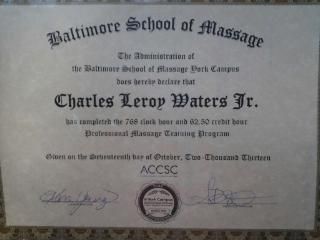 Baltimore School of Massage
The Administration of
the Baltimore School of Massage York Campus
does hereby declare that
Charles Leroy Waters Jr.
has completed the 768 clock hour and 62.50 credit hour
Professional Massage Training Program
Given on the Seventeenth day of October, Two-Thousand Thirteen
ACCSC
York Campus